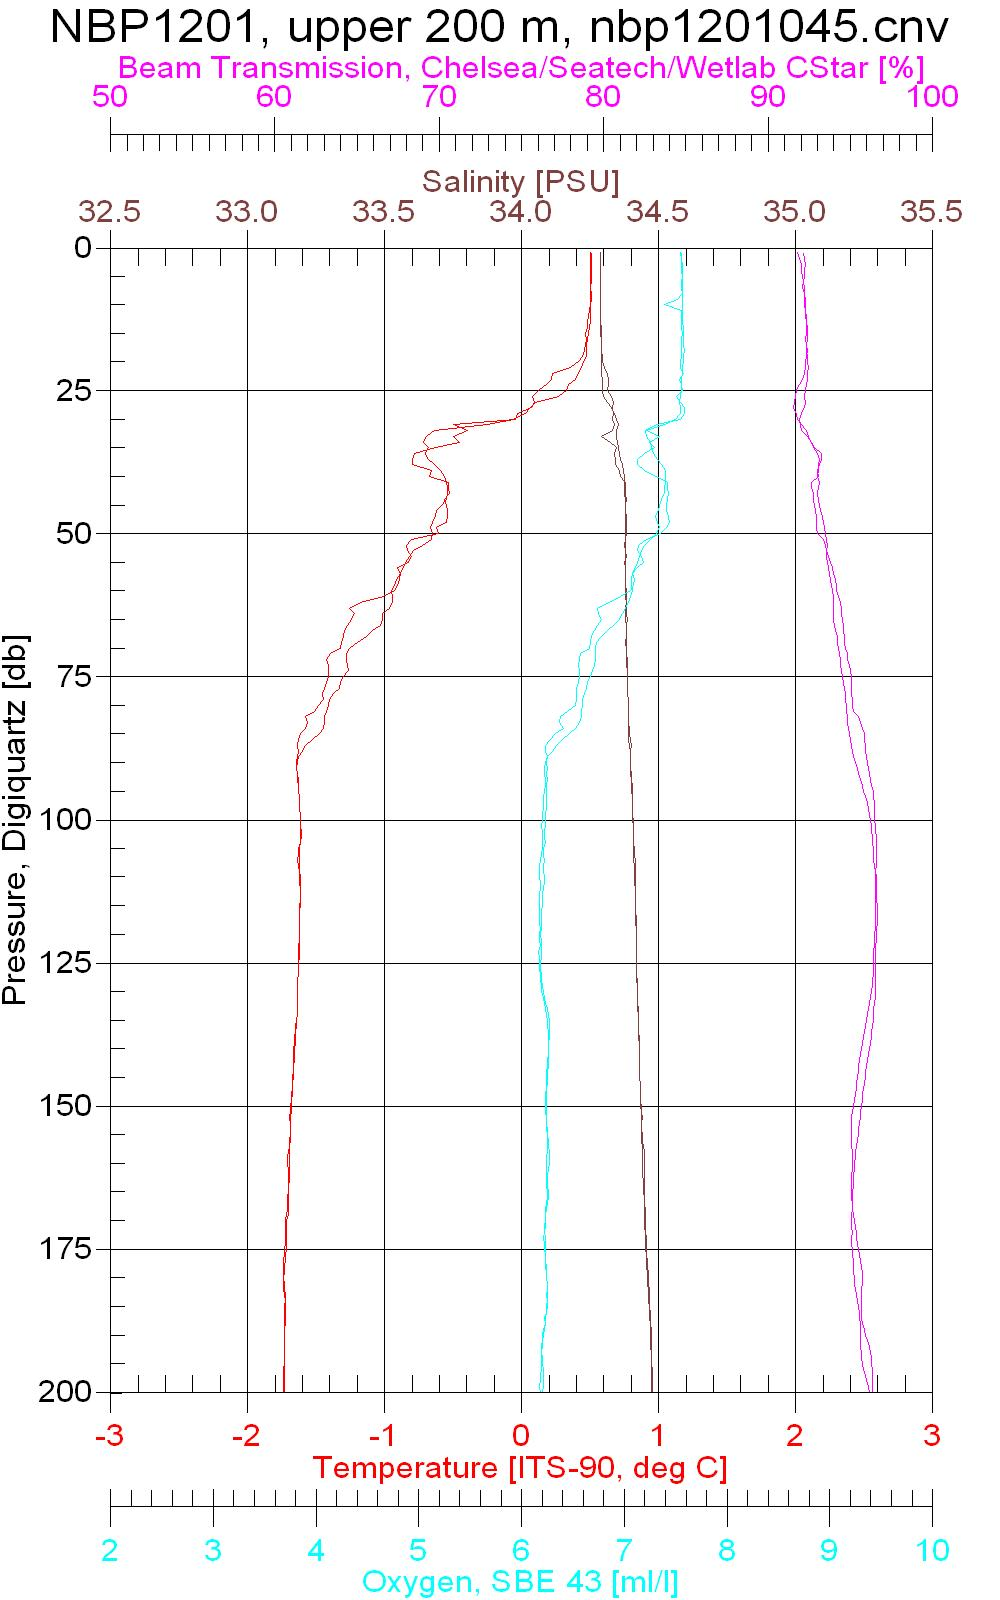 NBP1201, upper 200 m, nbp1201045.cnv
Beam Transmission, Chelsea/Seatech/Wetlab CStar [%]
50 60 70 80 90 100
Salinity [PSU]
32.5 33.0 33.5 34.0 34.5 35.0 35.5
0
25
50
75
100
125
150
175
200
Pressure, Digiquartz [db]
-3 -2 -1 0 1 2 3
Temperature [ITS-90, deg C]
2 3 4 5 6 7 8 9 10
Oxygen, SBE 43 [ml/l]